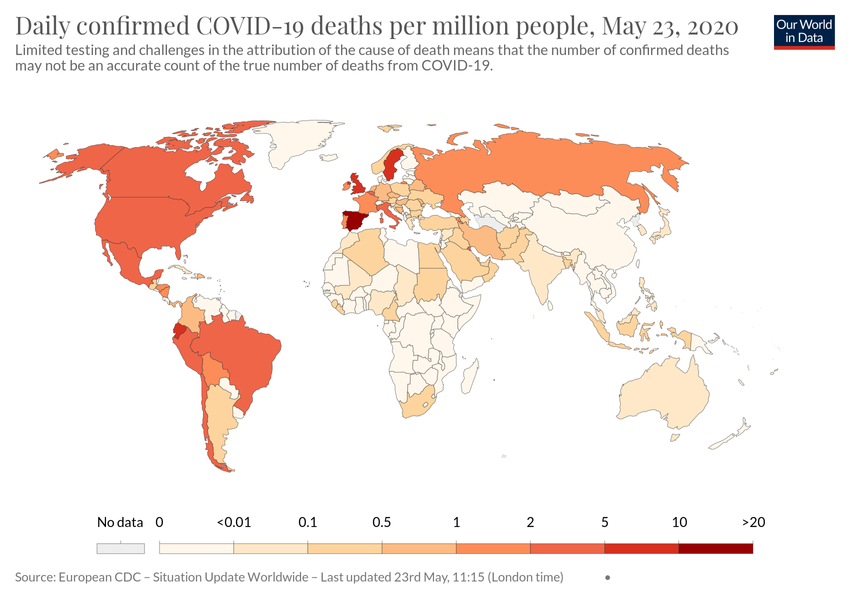 Daily confirmed COVID-19 deaths per million people, May 23, 2020
Our World
in Data
Limited testing and challenges in the attribution of the cause of death means that the number of confirmed deaths
may not be an accurate count of the true number of deaths from COVID-19.
No data 0 <0.01 0.1 0.5 1 2 5 10 >20
Source: European CDC – Situation Update Worldwide – Last updated 23rd May, 11:15 (London time) •